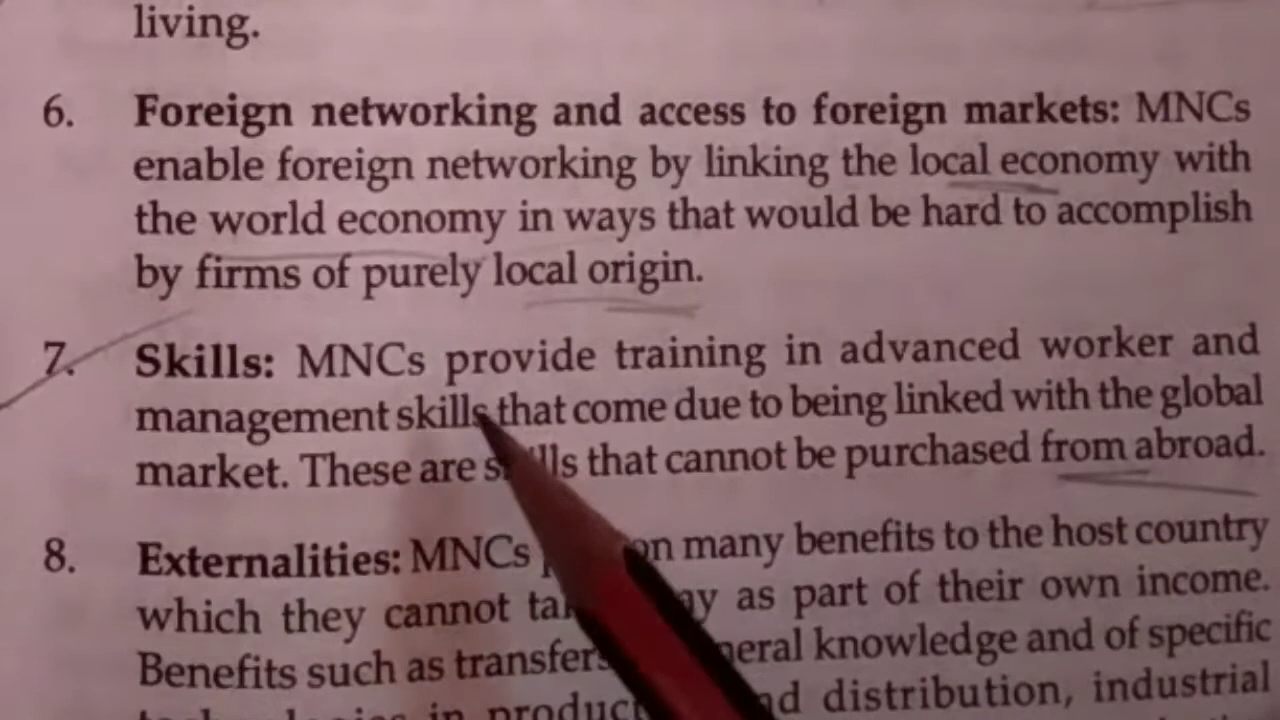 living.
6. Foreign networking and access to foreign markets: MNCs
enable foreign networking by linking the local economy with
the world economy in ways that would be hard to accomplish
by firms of purely local origin.
7. Skills: MNCs provide training in advanced worker and
management skills that come due to being linked with the global
market. These are skills that cannot be purchased from abroad.
8. Externalities: MNCs many benefits to the host country
which they cannot as part of their own income.
Benefits such as knowledge and of specific
in distribution, industrial